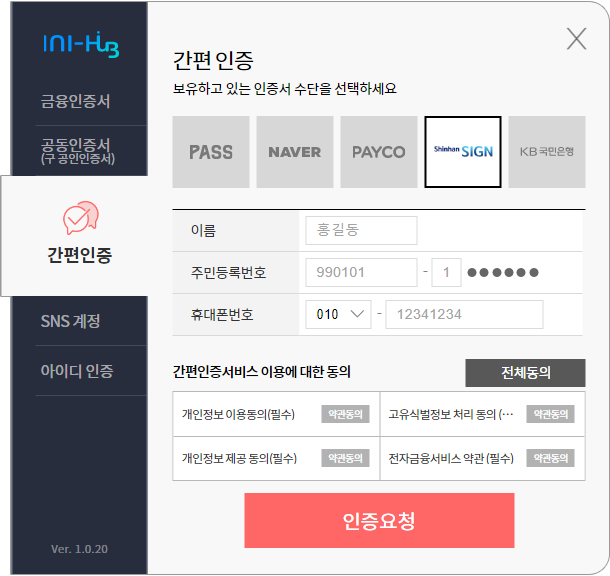 INI-HUB
금융인증서
공동인증서
(구 공인인증서)
간편인증
SNS 계정
아이디 인증
Ver. 1.0.20
간편 인증
보유하고 있는 인증서 수단을 선택하세요
PASS NAVER PAYCO Shinhan SIGN KB국민은행
이름 홍길동
주민등록번호 990101 - 1 ●●●●●●
휴대폰번호 010 - 12341234
간편인증서비스 이용에 대한 동의 전체동의
개인정보 이용동의(필수) 약관동의 고유식별정보 처리 동의 (… 약관동의
개인정보 제공 동의(필수) 약관동의 전자금융서비스 약관 (필수) 약관동의
인증요청